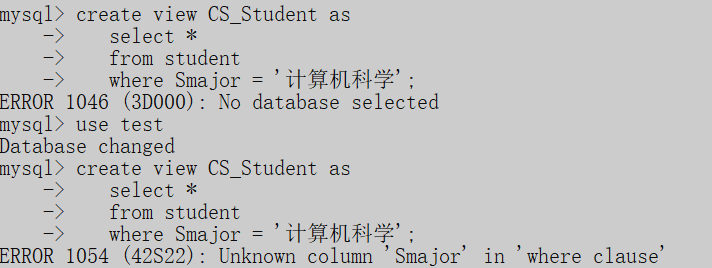 mysql> create view CS_Student as
    ->    select *
    ->    from student
    ->    where Smajor = '计算机科学';
ERROR 1046 (3D000): No database selected
mysql> use test
Database changed
mysql> create view CS_Student as
    ->    select *
    ->    from student
    ->    where Smajor = '计算机科学';
ERROR 1054 (42S22): Unknown column 'Smajor' in 'where clause'